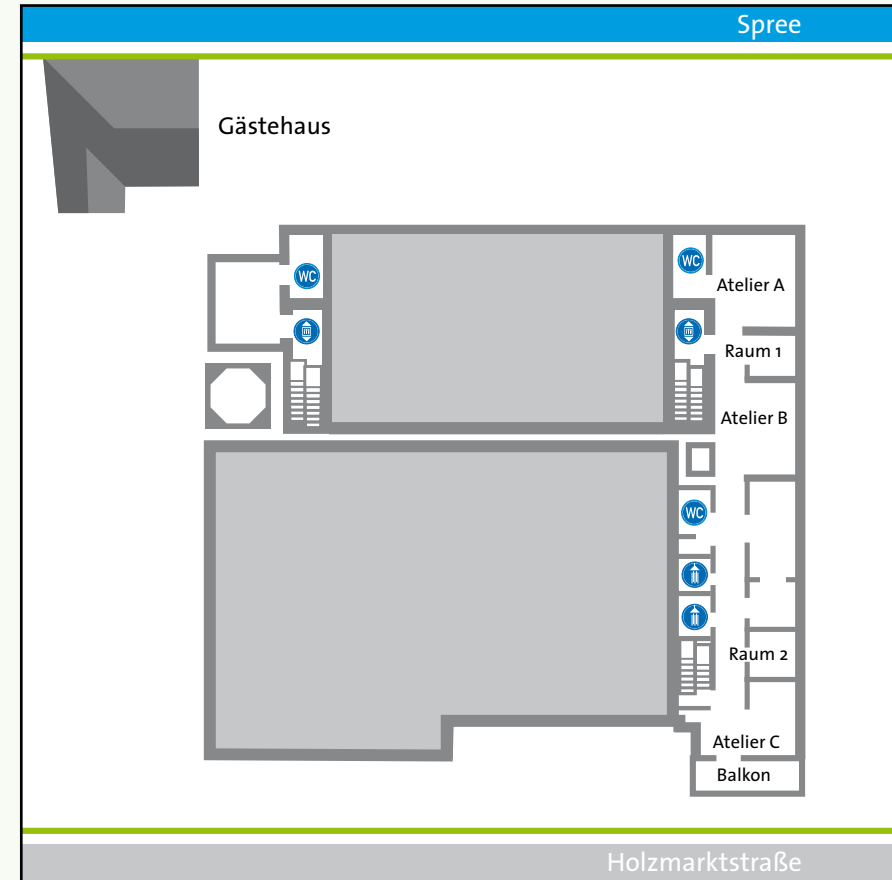 Spree
Gästehaus
WC
WC
Atelier A
Raum 1
Atelier B
WC
Raum 2
Atelier C
Balkon
Holzmarktstraße